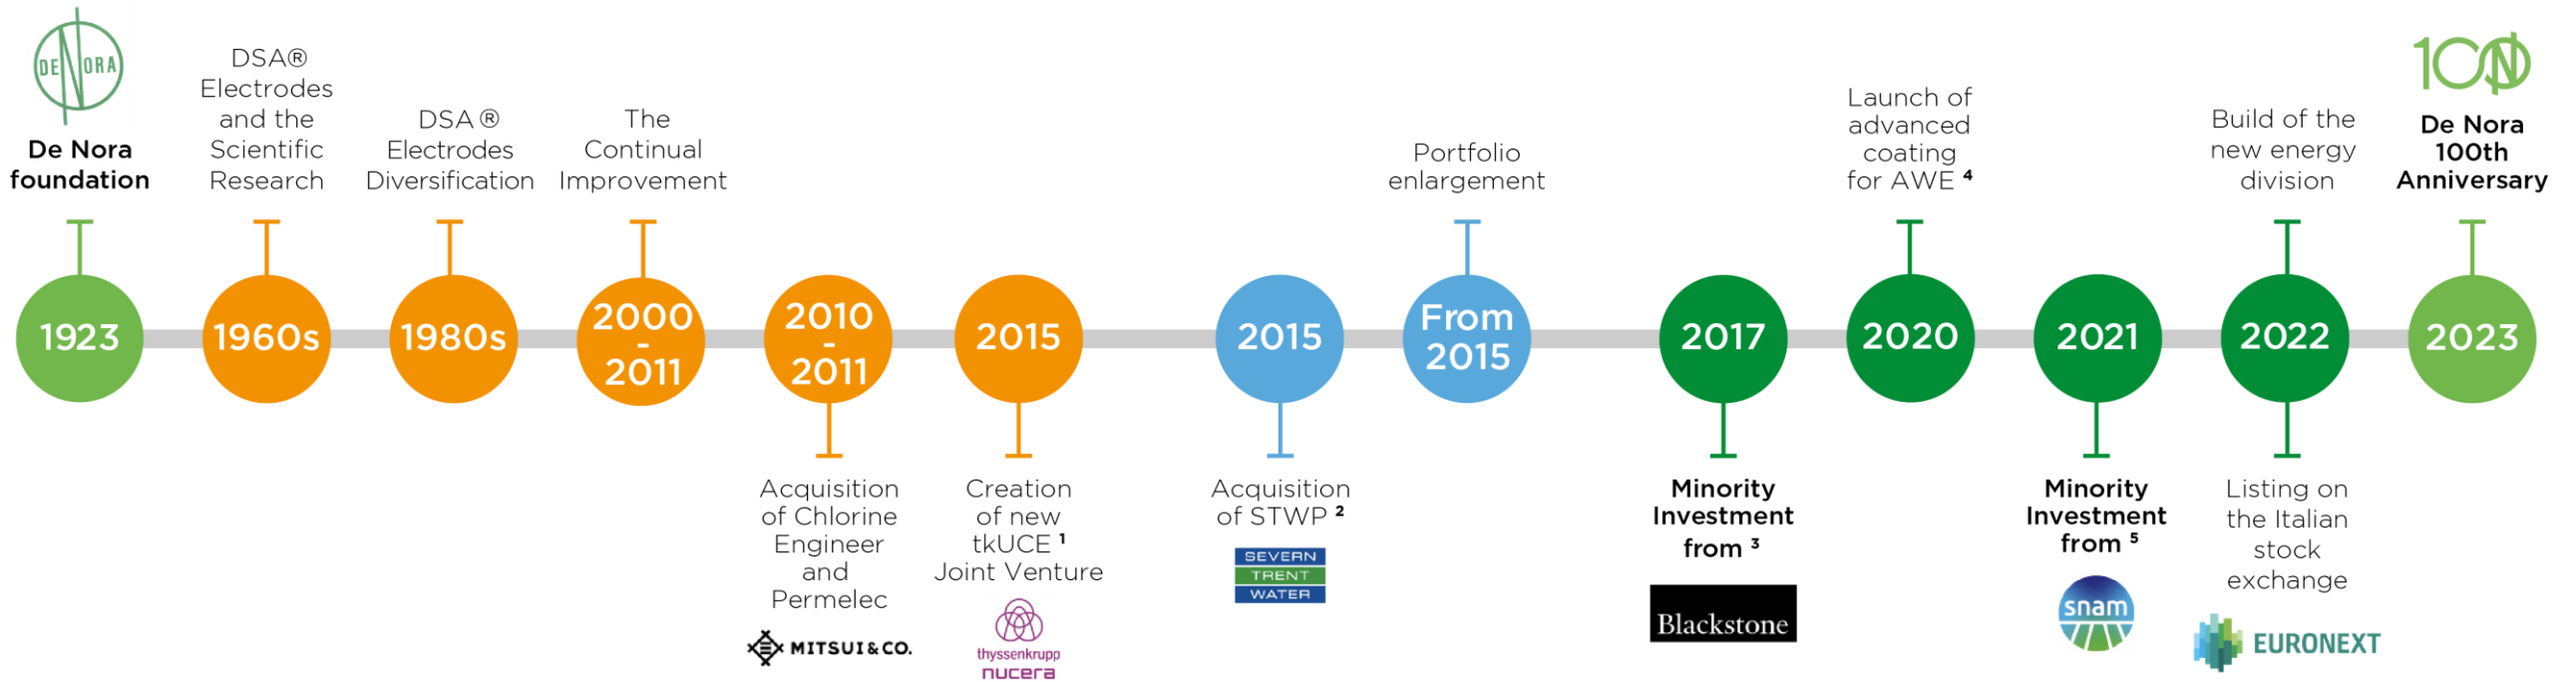 DE NORA
De Nora
foundation
1923
DSA®
Electrodes
and the
Scientific
Research
1960s
DSA ®
Electrodes
Diversification
1980s
The
Continual
Improvement
2000
-
2011
2010
-
2011
Acquisition
of Chlorine
Engineer
and
Permelec
MITSUI & CO.
2015
Creation
of new
tkUCE 1
Joint Venture
thyssenkrupp
nucera
2015
Acquisition
of STWP 2
SEVERN
TRENT
WATER
Portfolio
enlargement
From
2015
2017
Minority
Investment
from 3
Blackstone
Launch of
advanced
coating
for AWE 4
2020
2021
Minority
Investment
from 5
snam
Build of the
new energy
division
2022
Listing on
the Italian
stock
exchange
EURONEXT
100
De Nora
100th
Anniversary
2023